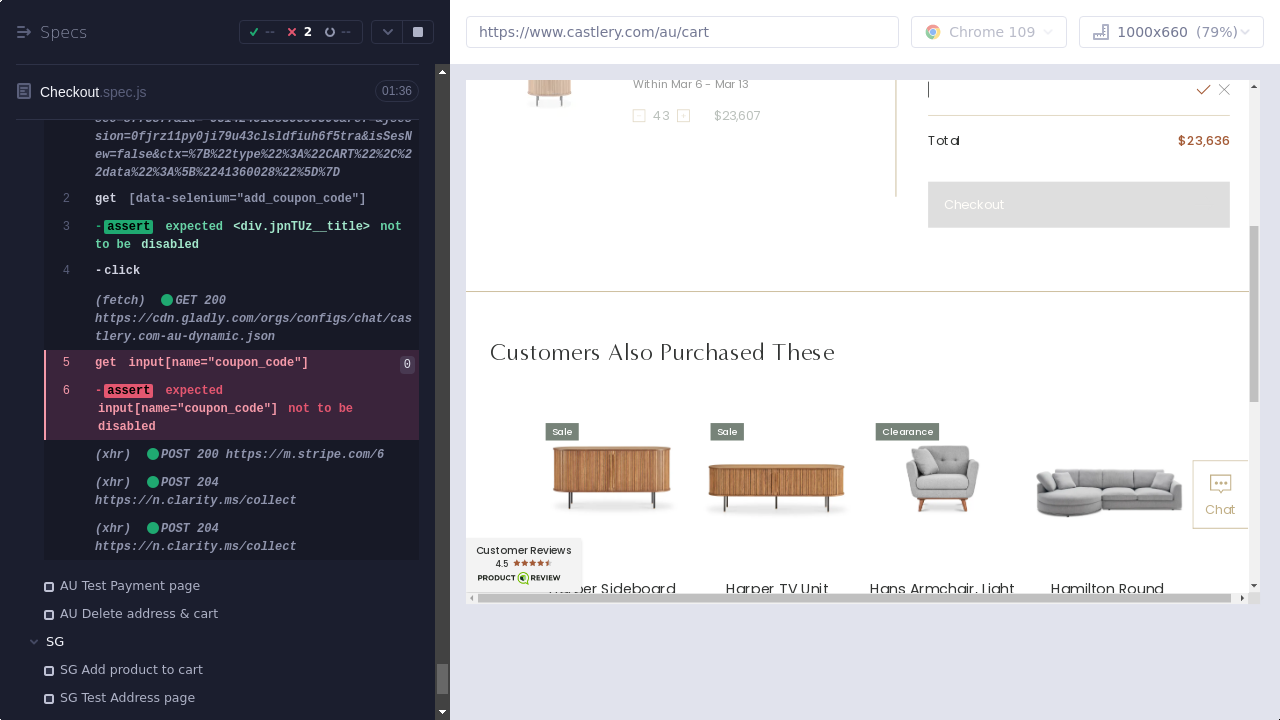 Specs
--
2
--
https://www.castlery.com/au/cart
Chrome 109
1000x660 (79%)
Checkout.spec.js
01:36
sion=0fjrz11py0ji79u43clsldfiuh6f5tra&isSesN
ew=false&ctx=%7B%22type%22%3A%22CART%22%2C%2
2data%22%3A%5B%2241360028%22%5D%7D
2 get [data-selenium="add_coupon_code"]
3 -assert expected <div.jpnTUz__title> not
to be disabled
4 -click
(fetch) GET 200
https://cdn.gladly.com/orgs/configs/chat/cas
tlery.com-au-dynamic.json
5 get input[name="coupon_code"] 0
6 -assert expected
input[name="coupon_code"] not to be
disabled
(xhr) POST 200 https://m.stripe.com/6
(xhr) POST 204
https://n.clarity.ms/collect
(xhr) POST 204
https://n.clarity.ms/collect
AU Test Payment page
AU Delete address & cart
SG
SG Add product to cart
SG Test Address page
Within Mar 6 - Mar 13
43
$23,607
Total $23,636
Checkout
Customers Also Purchased These
Sale
Sale
Clearance
Chat
Customer Reviews
4.5
PRODUCT REVIEW
Harper Sideboard
Harper TV Unit
Hans Armchair, Light
Hamilton Round